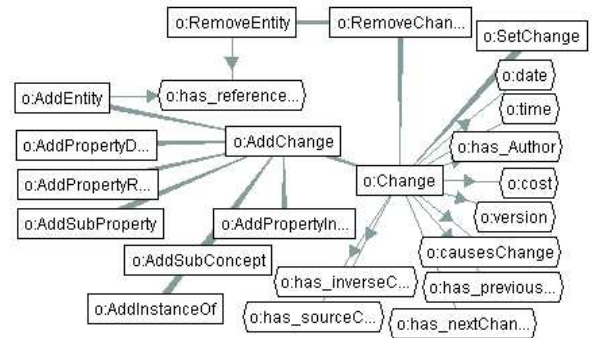 o:RemoveEntity
o:RemoveChan...
o:SetChange
o:date
o:has_reference...
o:AddEntity
o:time
o:AddPropertyD...
o:AddChange
o:has_Author
o:AddPropertyR...
o:Change
o:cost
o:AddSubProperty
o:AddPropertyIn...
o:version
o:AddSubConcept
o:causesChange
o:has_inverseC...
o:has_previous...
o:AddInstanceOf
o:has_sourceC...
o:has_nextChan...